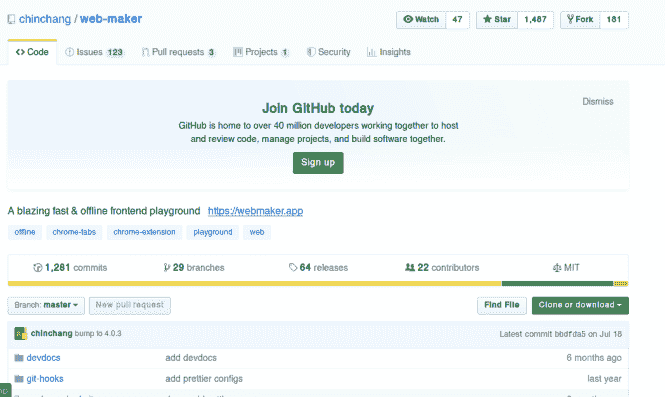 chinchang / web-maker Watch 47 Star 1,487 Fork 181
Code Issues 123 Pull requests 3 Projects 1 Security Insights
Join GitHub today Dismiss
GitHub is home to over 40 million developers working together to host
and review code, manage projects, and build software together.
Sign up
A blazing fast & offline frontend playground https://webmaker.app
offline chrome-tabs chrome-extension playground web
1,281 commits 29 branches 64 releases 22 contributors MIT
Branch: master New pull request Find File Clone or download
chinchang bump to 4.0.3 Latest commit bbdfda5 on Jul 18
devdocs add devdocs 6 months ago
git-hooks add prettier configs last year